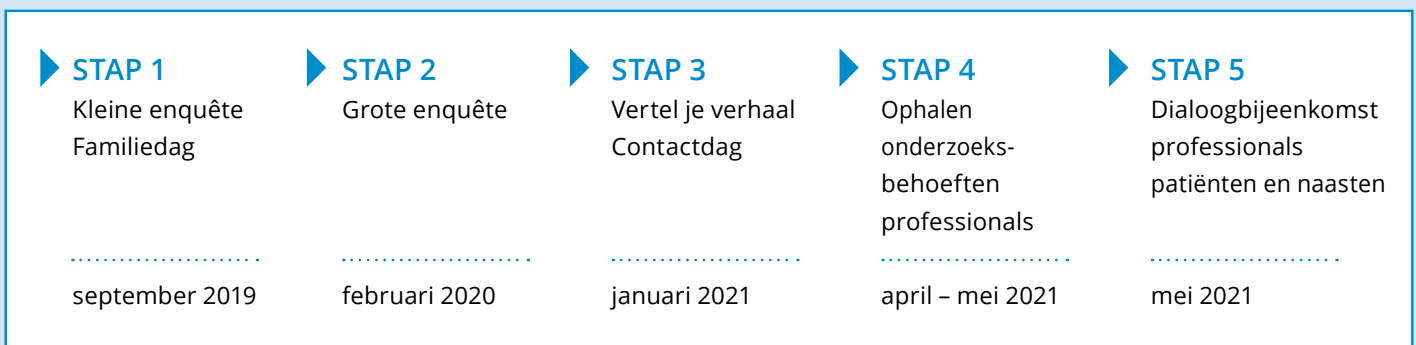 STAP 1
Kleine enquête
Familiedag
september 2019
STAP 2
Grote enquête
februari 2020
STAP 3
Vertel je verhaal
Contactdag
januari 2021
STAP 4
Ophalen
onderzoeks-
behoeften
professionals
april – mei 2021
STAP 5
Dialoogbijeenkomst
professionals
patiënten en naasten
mei 2021